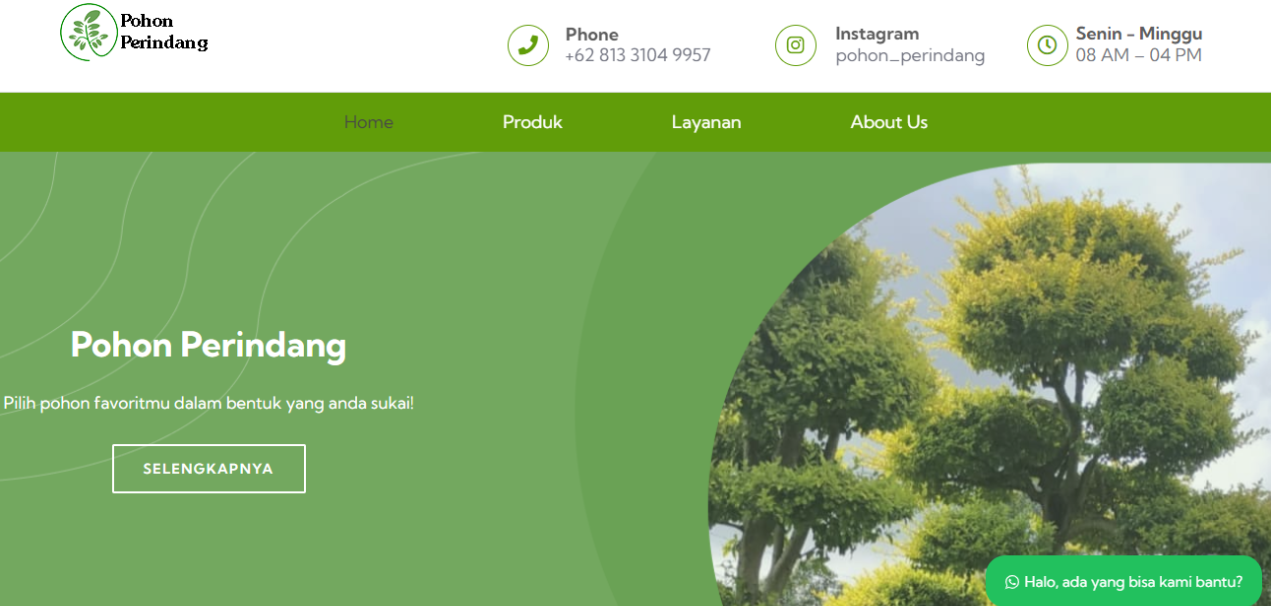 Pohon
Perindang
Phone
+62 813 3104 9957
Instagram
pohon_perindang
Senin - Minggu
08 AM – 04 PM
Home
Produk
Layanan
About Us
Pohon Perindang
Pilih pohon favoritmu dalam bentuk yang anda sukai!
SELENGKAPNYA
Halo, ada yang bisa kami bantu?